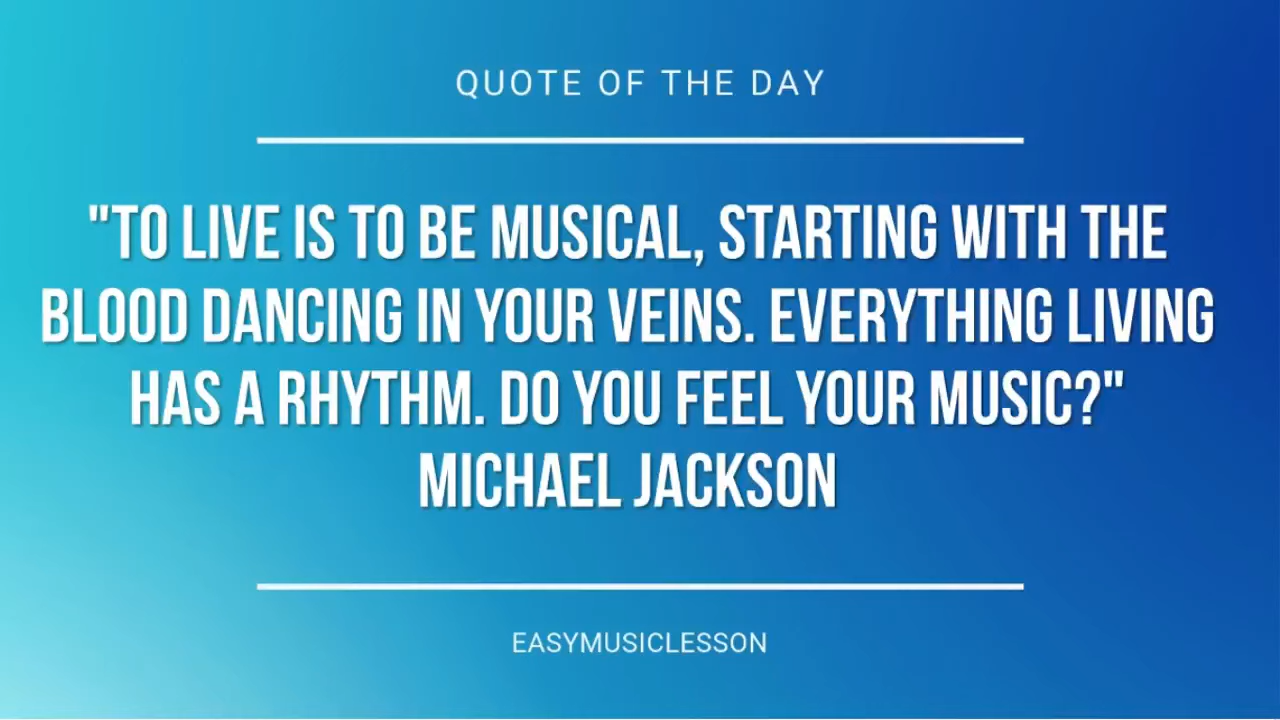 QUOTE OF THE DAY
"TO LIVE IS TO BE MUSICAL, STARTING WITH THE
BLOOD DANCING IN YOUR VEINS. EVERYTHING LIVING
HAS A RHYTHM. DO YOU FEEL YOUR MUSIC?"
MICHAEL JACKSON
EASYMUSICLESSON